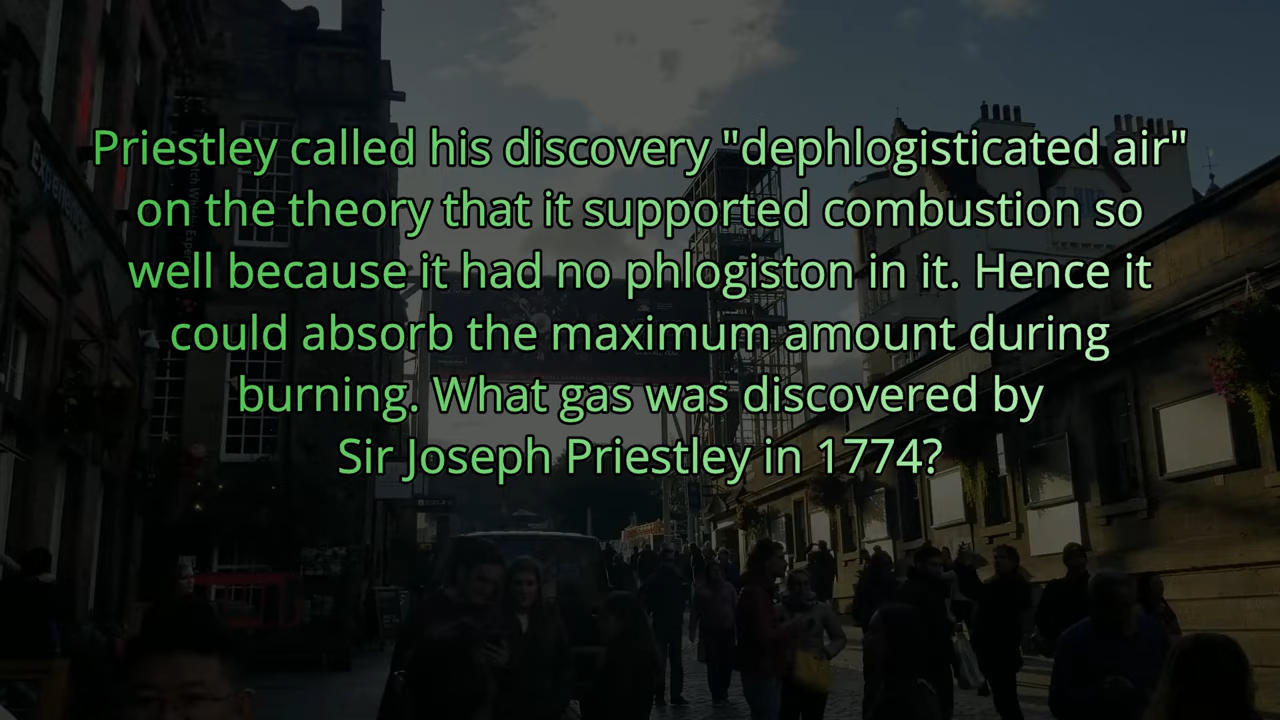 Priestley called his discovery "dephlogisticated air"
on the theory that it supported combustion so
well because it had no phlogiston in it. Hence it
could absorb the maximum amount during
burning. What gas was discovered by
Sir Joseph Priestley in 1774?